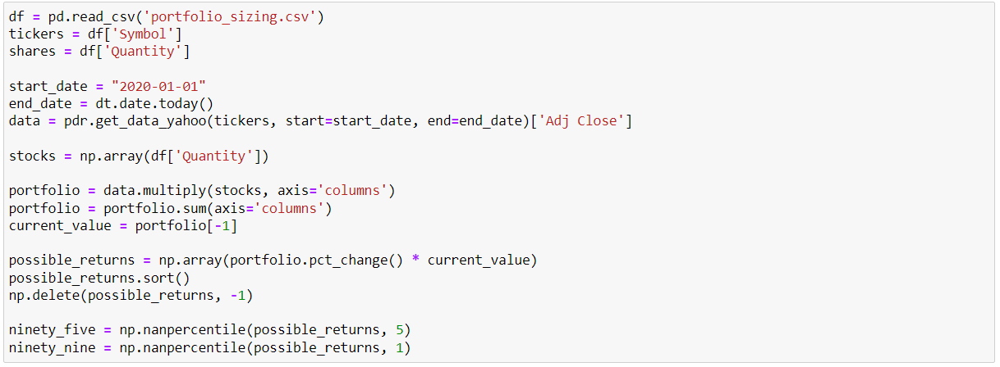 df = pd.read_csv('portfolio_sizing.csv')
tickers = df['Symbol']
shares = df['Quantity']
start_date = "2020-01-01"
end_date = dt.date.today()
data = pdr.get_data_yahoo(tickers, start=start_date, end=end_date)['Adj Close']
stocks = np.array(df['Quantity'])
portfolio = data.multiply(stocks, axis='columns')
portfolio = portfolio.sum(axis='columns')
current_value = portfolio[-1]
possible_returns = np.array(portfolio.pct_change() * current_value)
possible_returns.sort()
np.delete(possible_returns, -1)
ninety_five = np.nanpercentile(possible_returns, 5)
ninety_nine = np.nanpercentile(possible_returns, 1)